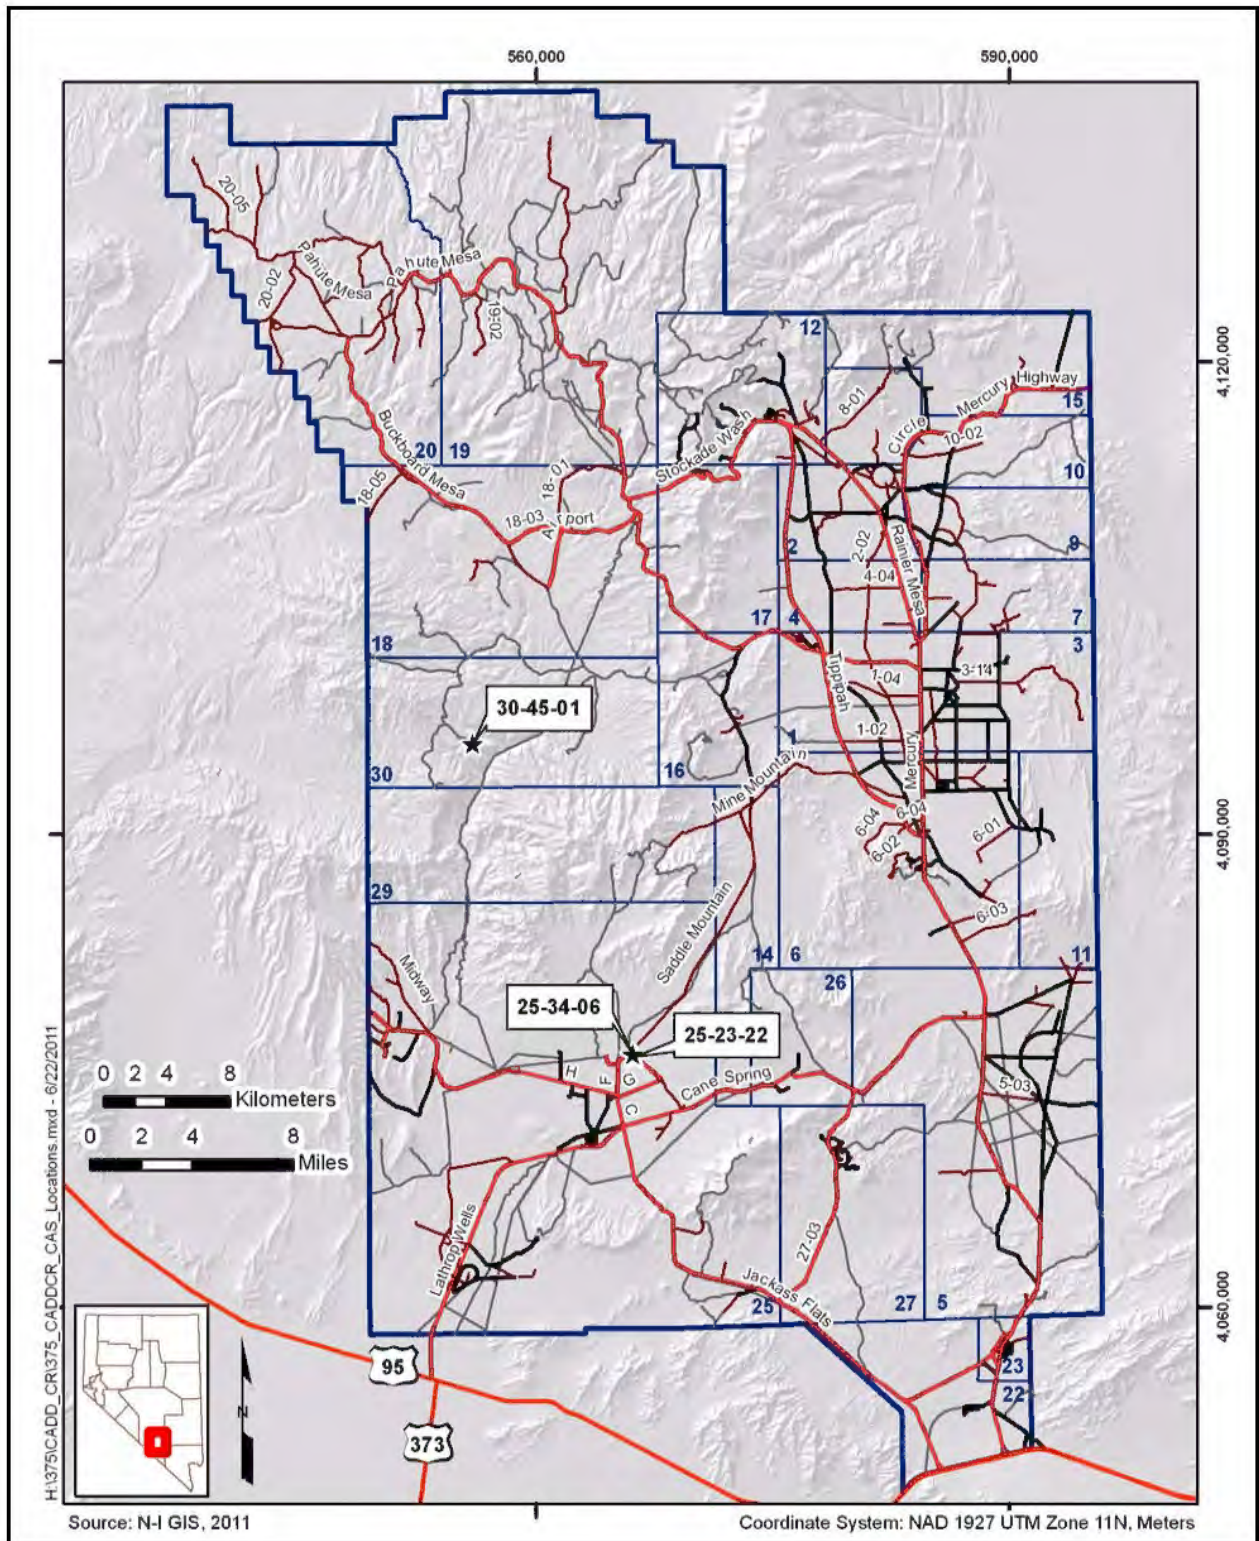 560,000
590,000
20-05
Pahute Mesa
Pahute Mesa
20-02
19-02
12
4,120,000
Mercury Highway
15
8-01
Circle
10-02
Buckboard Mesa
20
19
Stockade Wash
10
18-05
18-01
18-03
Airport
2
2-02
Rainier Mesa
9
4-04
17
4
7
18
3
Tippipah
1-04
3-14
30-45-01
1-02
1
Mercury
30
16
Mine Mountain
6-04
6-04
6-01
4,090,000
6-02
29
Saddle Mountain
6-03
Midway
14
6
11
26
25-34-06
25-23-22
H
F
G
C
Cane Spring
5-03
0 2 4 8
Kilometers
0 2 4 8
Miles
Lathrop Wells
27-03
Jackass Flats
25
27
5
4,060,000
95
23
22
373
N
H:\375\CADD_CR\375_CADDCR_CAS_Locations.mxd - 6/22/2011
Source: N-I GIS, 2011
Coordinate System: NAD 1927 UTM Zone 11N, Meters